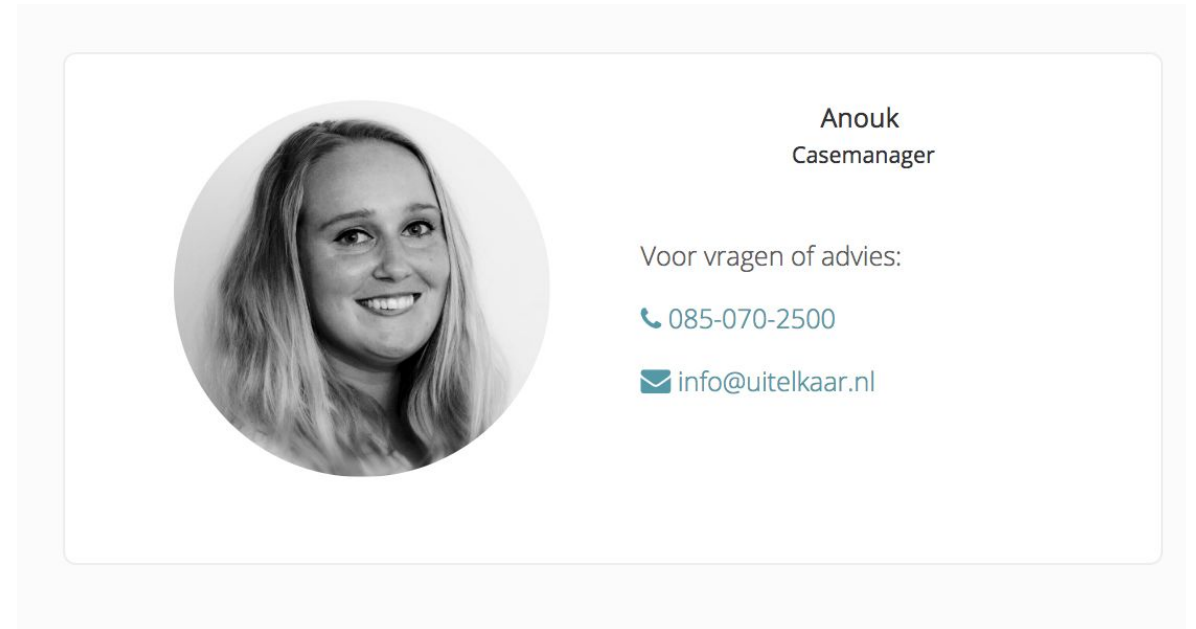 Anouk
Casemanager
Voor vragen of advies:
085-070-2500
info@uitelkaar.nl